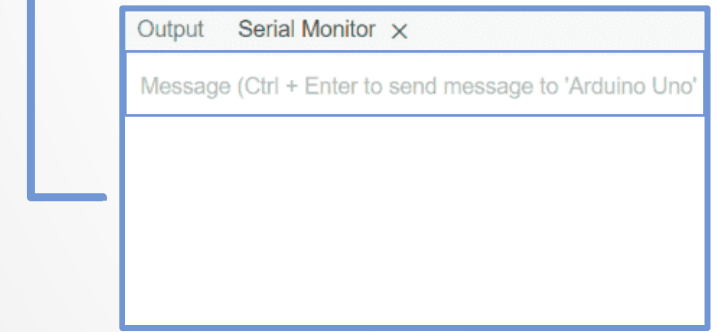 Output Serial Monitor ×
Message (Ctrl + Enter to send message to 'Arduino Uno'